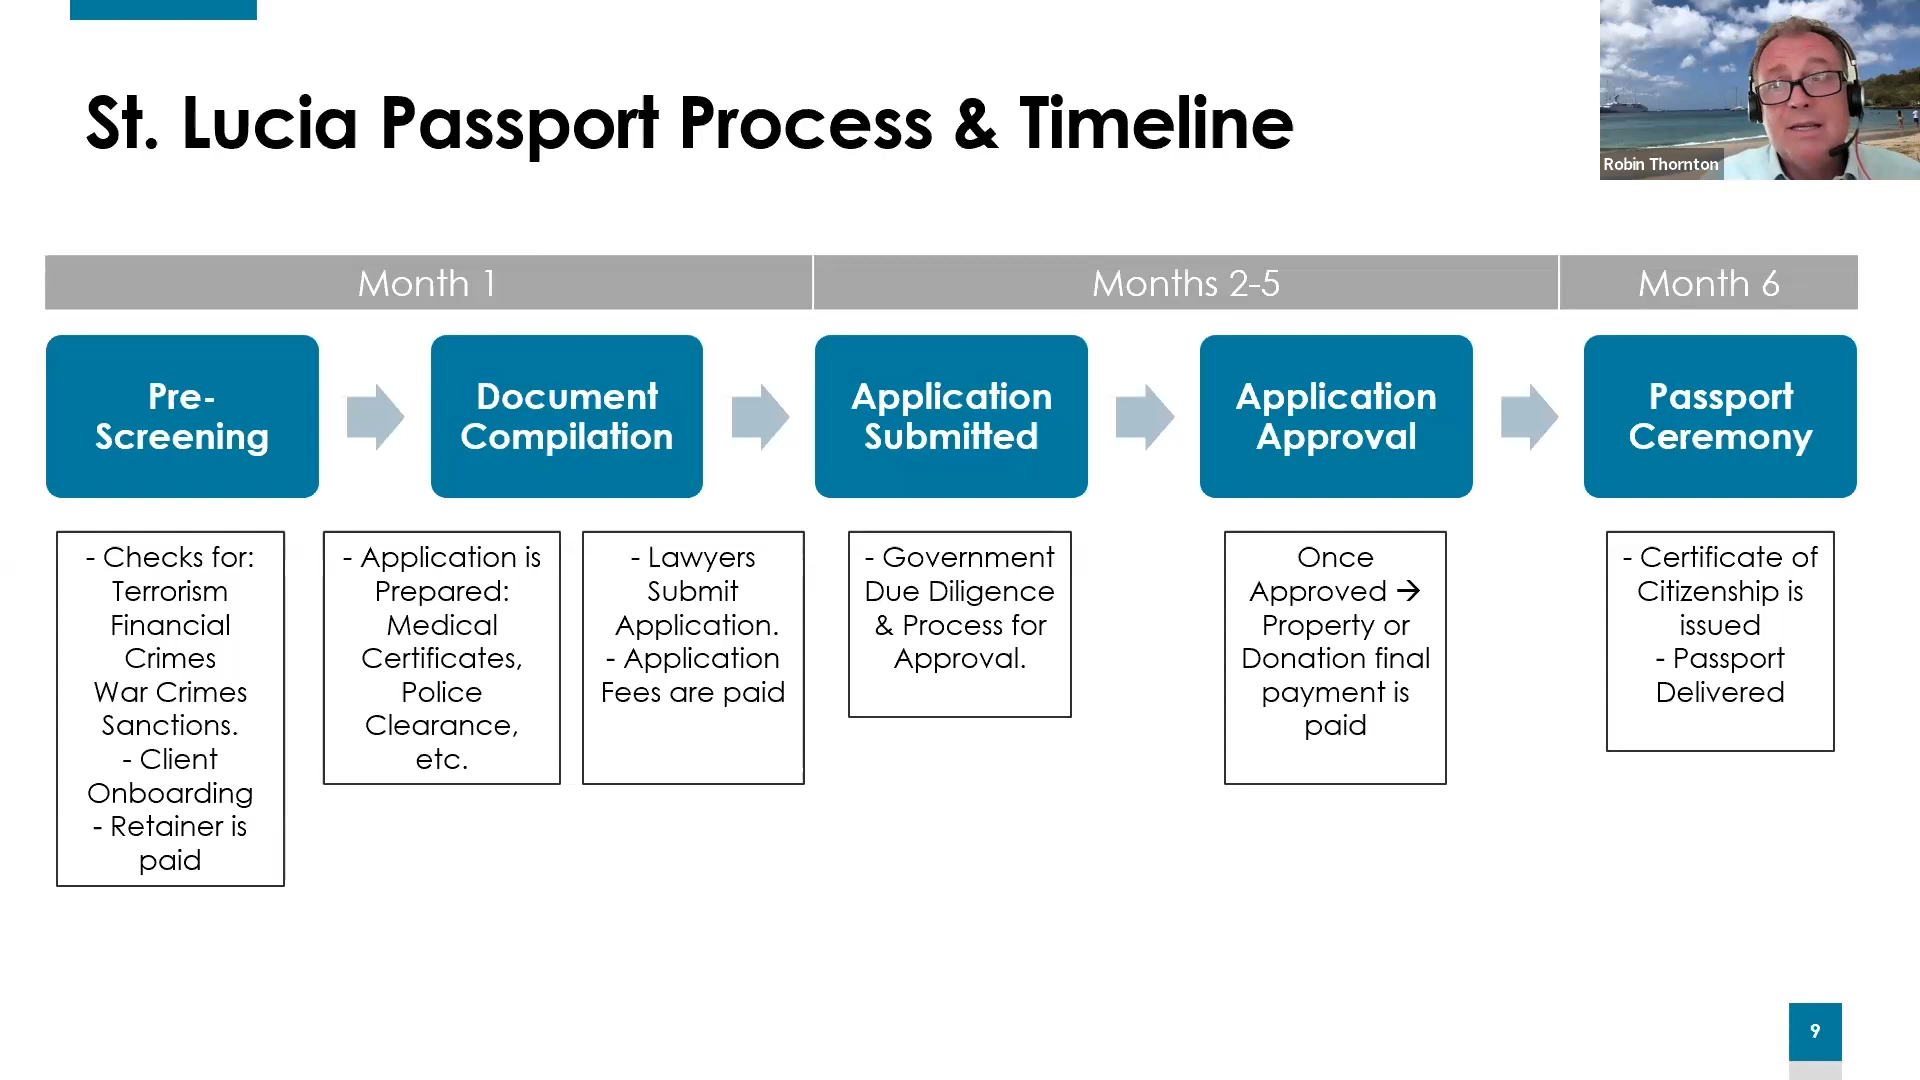 St. Lucia Passport Process & Timeline
Robin Thornton
Month 1
Months 2-5
Month 6
Pre-
Screening
Document
Compilation
Application
Submitted
Application
Approval
Passport
Ceremony
- Checks for:
Terrorism
Financial
Crimes
War Crimes
Sanctions.
- Client
Onboarding
- Retainer is
paid
- Application is
Prepared:
Medical
Certificates,
Police
Clearance,
etc.
- Lawyers
Submit
Application.
- Application
Fees are paid
- Government
Due Diligence
& Process for
Approval.
Once
Approved →
Property or
Donation final
payment is
paid
- Certificate of
Citizenship is
issued
- Passport
Delivered
9